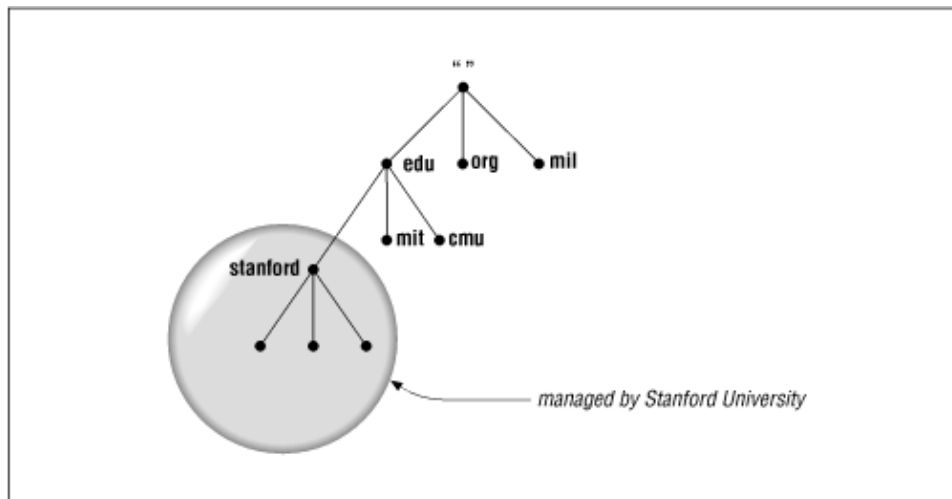 “ ”
edu
org
mil
mit
cmu
stanford
managed by Stanford University